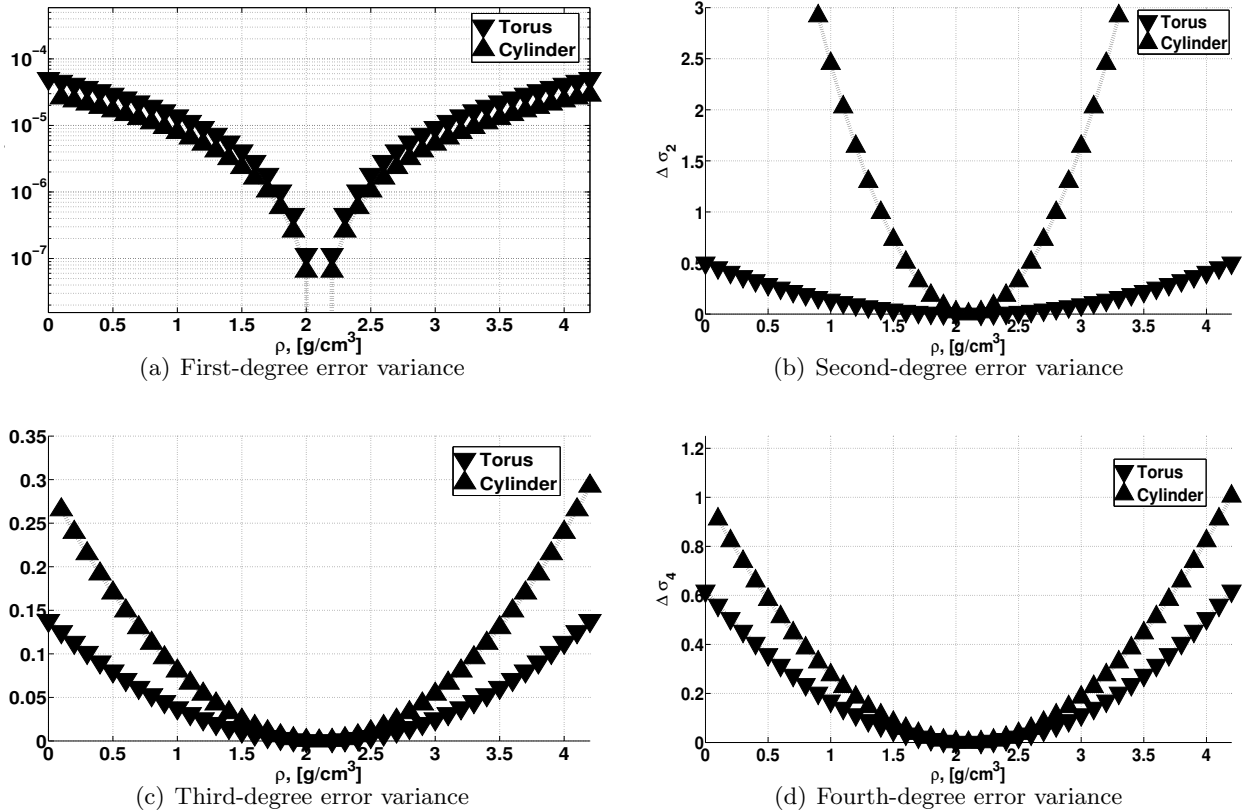 Torus
Cylinder
10⁻⁴
10⁻⁵
10⁻⁶
10⁻⁷
0 0.5 1 1.5 2 2.5 3 3.5 4
ρ, [g/cm³]
(a) First-degree error variance
Torus
Cylinder
Δ σ₂
3
2.5
2
1.5
1
0.5
0
0 0.5 1 1.5 2 2.5 3 3.5 4
ρ, [g/cm³]
(b) Second-degree error variance
Torus
Cylinder
0.35
0.3
0.25
0.2
0.15
0.1
0.05
0
0 0.5 1 1.5 2 2.5 3 3.5 4
ρ, [g/cm³]
(c) Third-degree error variance
Torus
Cylinder
Δ σ₄
1.2
1
0.8
0.6
0.4
0.2
0
0 0.5 1 1.5 2 2.5 3 3.5 4
ρ, [g/cm³]
(d) Fourth-degree error variance